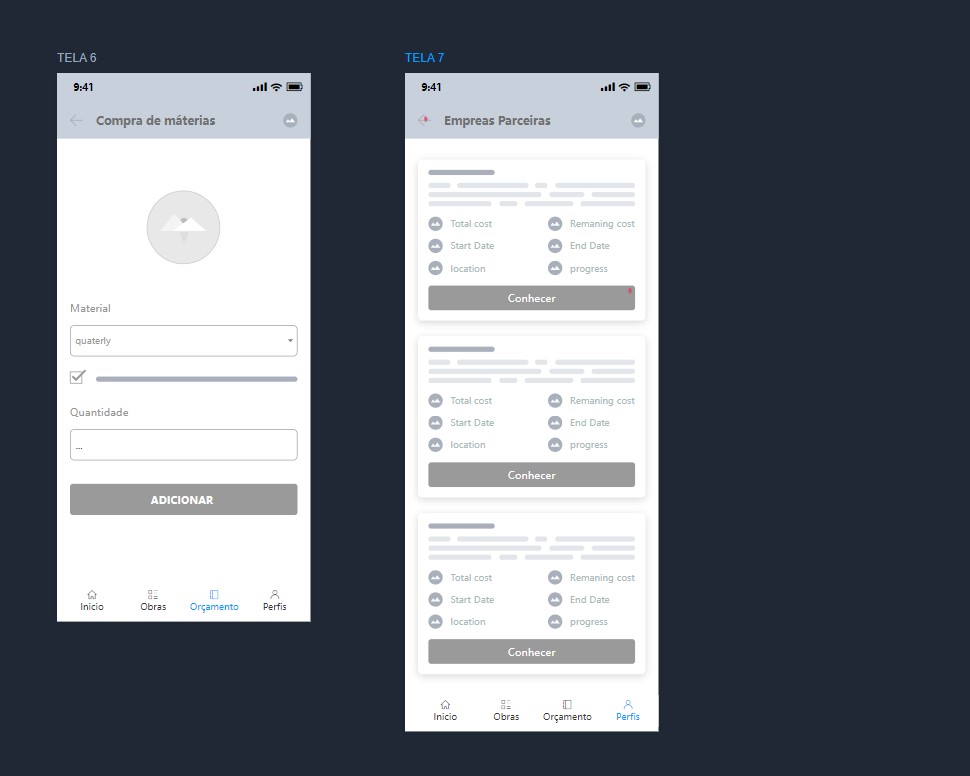 TELA 6
9:41
Compra de máterias
Material
quaterly
Quantidade
...
ADICIONAR
Inicio
Obras
Orçamento
Perfis
TELA 7
9:41
Empreas Parceiras
Total cost
Remaning cost
Start Date
End Date
location
progress
Conhecer
Total cost
Remaning cost
Start Date
End Date
location
progress
Conhecer
Total cost
Remaning cost
Start Date
End Date
location
progress
Conhecer
Inicio
Obras
Orçamento
Perfis